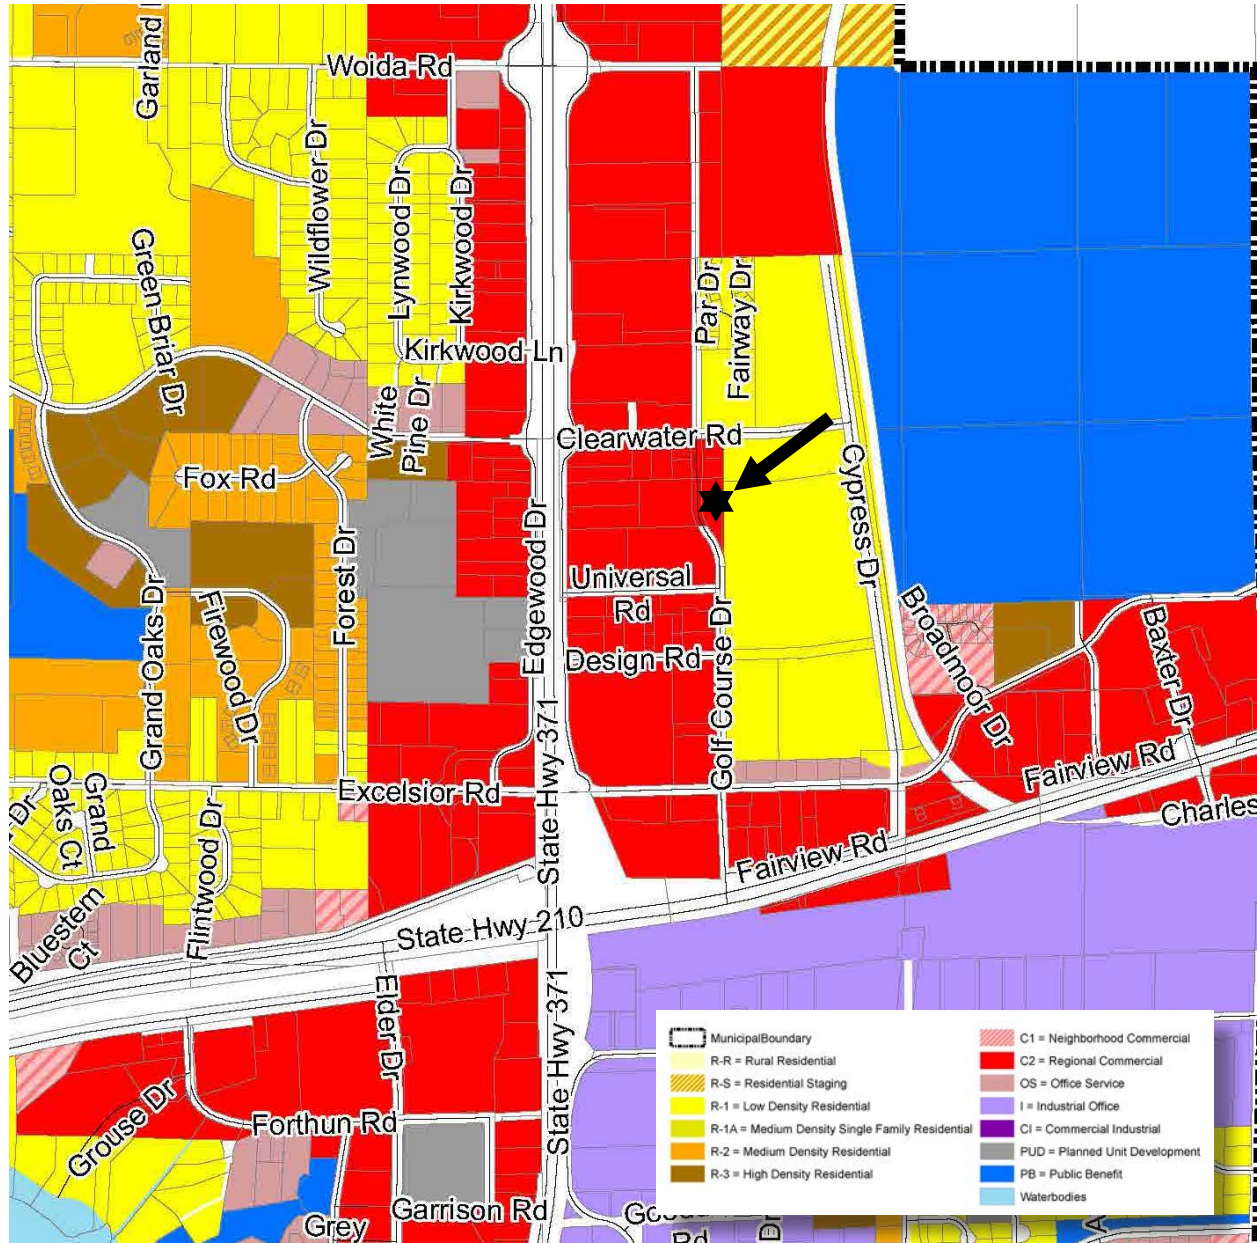 Garland
Woida Rd
Wildflower Dr
Lynwood Dr
Kirkwood Dr
Green Briar Dr
Par Dr
Fairway Dr
Kirkwood Ln
White
Pine Dr
Clearwater Rd
Fox Rd
Cypress Dr
Edgewood Dr
Forest Dr
Universal
Rd
Firewood Dr
Grand Oaks Dr
Design Rd
Golf Course Dr
Broadmoor Dr
Baxter Dr
State Hwy 371
Excelsior Rd
Fairview Rd
Dr
Grand
Oaks Ct
Flintwood Dr
Charles
Fairview Rd
Bluestem
Ct
State Hwy 210
Elder Dr
State Hwy 371
Grouse Dr
Forthun Rd
Garrison Rd
Grey
Rd
MunicipalBoundary
R-R = Rural Residential
R-S = Residential Staging
R-1 = Low Density Residential
R-1A = Medium Density Single Family Residential
R-2 = Medium Density Residential
R-3 = High Density Residential
C1 = Neighborhood Commercial
C2 = Regional Commercial
OS = Office Service
I = Industrial Office
CI = Commercial Industrial
PUD = Planned Unit Development
PB = Public Benefit
Waterbodies